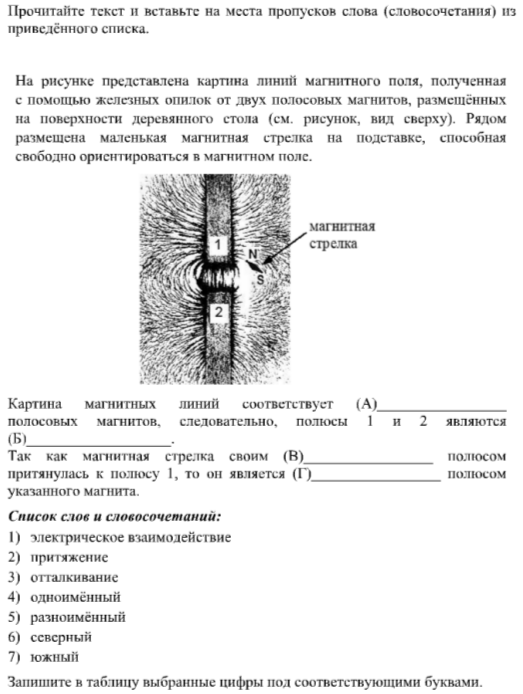 Прочитайте текст и вставьте на места пропусков слова (словосочетания) из
приведённого списка.
На рисунке представлена картина линий магнитного поля, полученная
с помощью железных опилок от двух полосовых магнитов, размещённых
на поверхности деревянного стола (см. рисунок, вид сверху). Рядом
размещена маленькая магнитная стрелка на подставке, способная
свободно ориентироваться в магнитном поле.
магнитная
стрелка
1
N
S
2
Картина магнитных линий соответствует (А)____________________
полосовых магнитов, следовательно, полюсы 1 и 2 являются
(Б)______________________.
Так как магнитная стрелка своим (В)____________________ полюсом
притянулась к полюсу 1, то он является (Г)____________________ полюсом
указанного магнита.
Список слов и словосочетаний:
1) электрическое взаимодействие
2) притяжение
3) отталкивание
4) одноимённый
5) разноимённый
6) северный
7) южный
Запишите в таблицу выбранные цифры под соответствующими буквами.